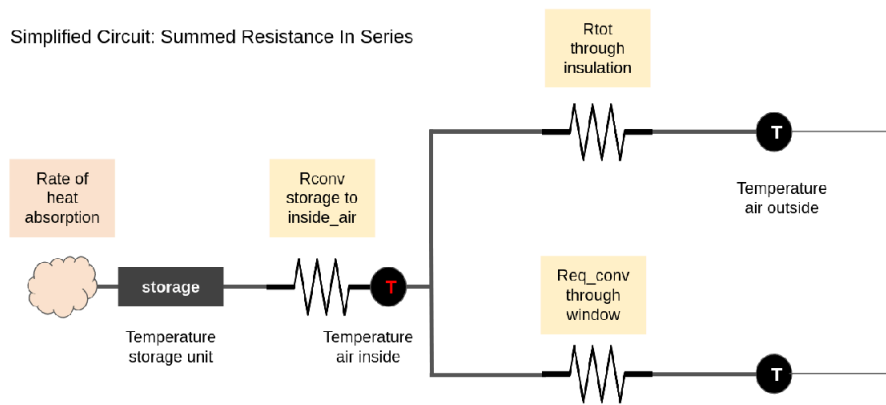 Simplified Circuit: Summed Resistance In Series
Rtot
through
insulation
T
Temperature
air outside
Rate of
heat
absorption
Rconv
storage to
inside_air
storage
T
Temperature
storage unit
Temperature
air inside
Req_conv
through
window
T